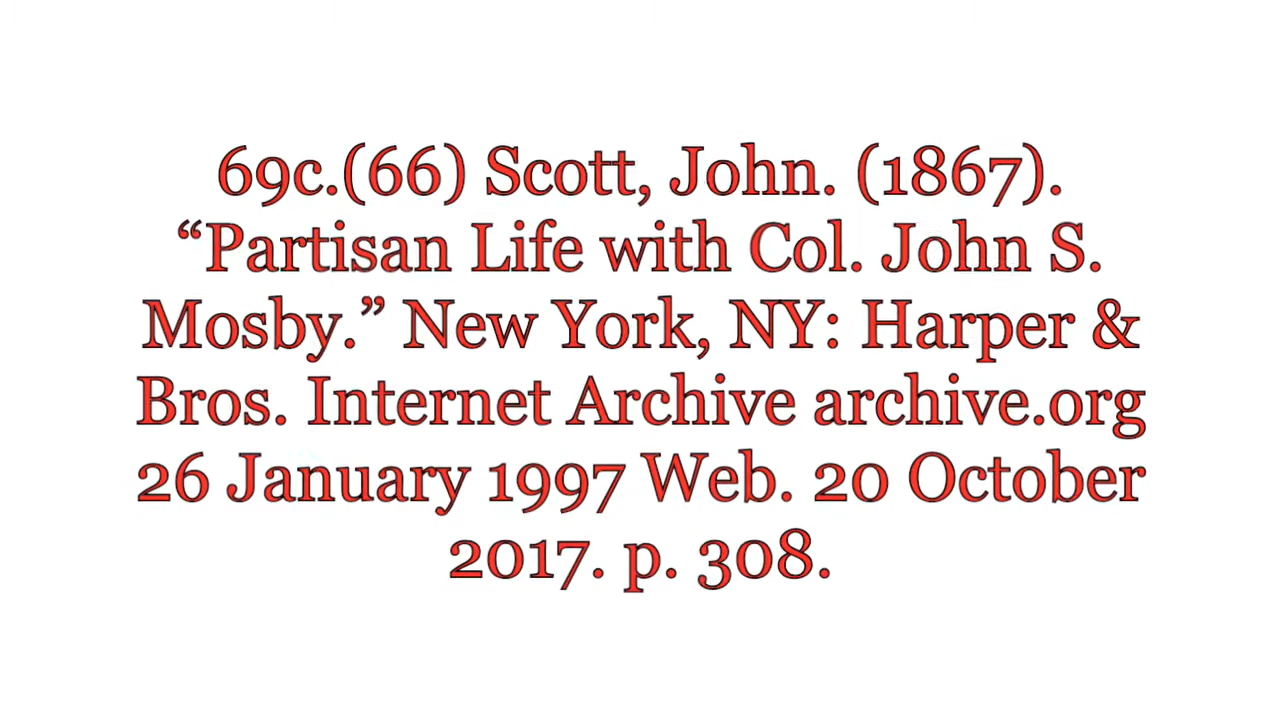 69c.(66) Scott, John. (1867).
“Partisan Life with Col. John S.
Mosby.” New York, NY: Harper &
Bros. Internet Archive archive.org
26 January 1997 Web. 20 October
2017. p. 308.